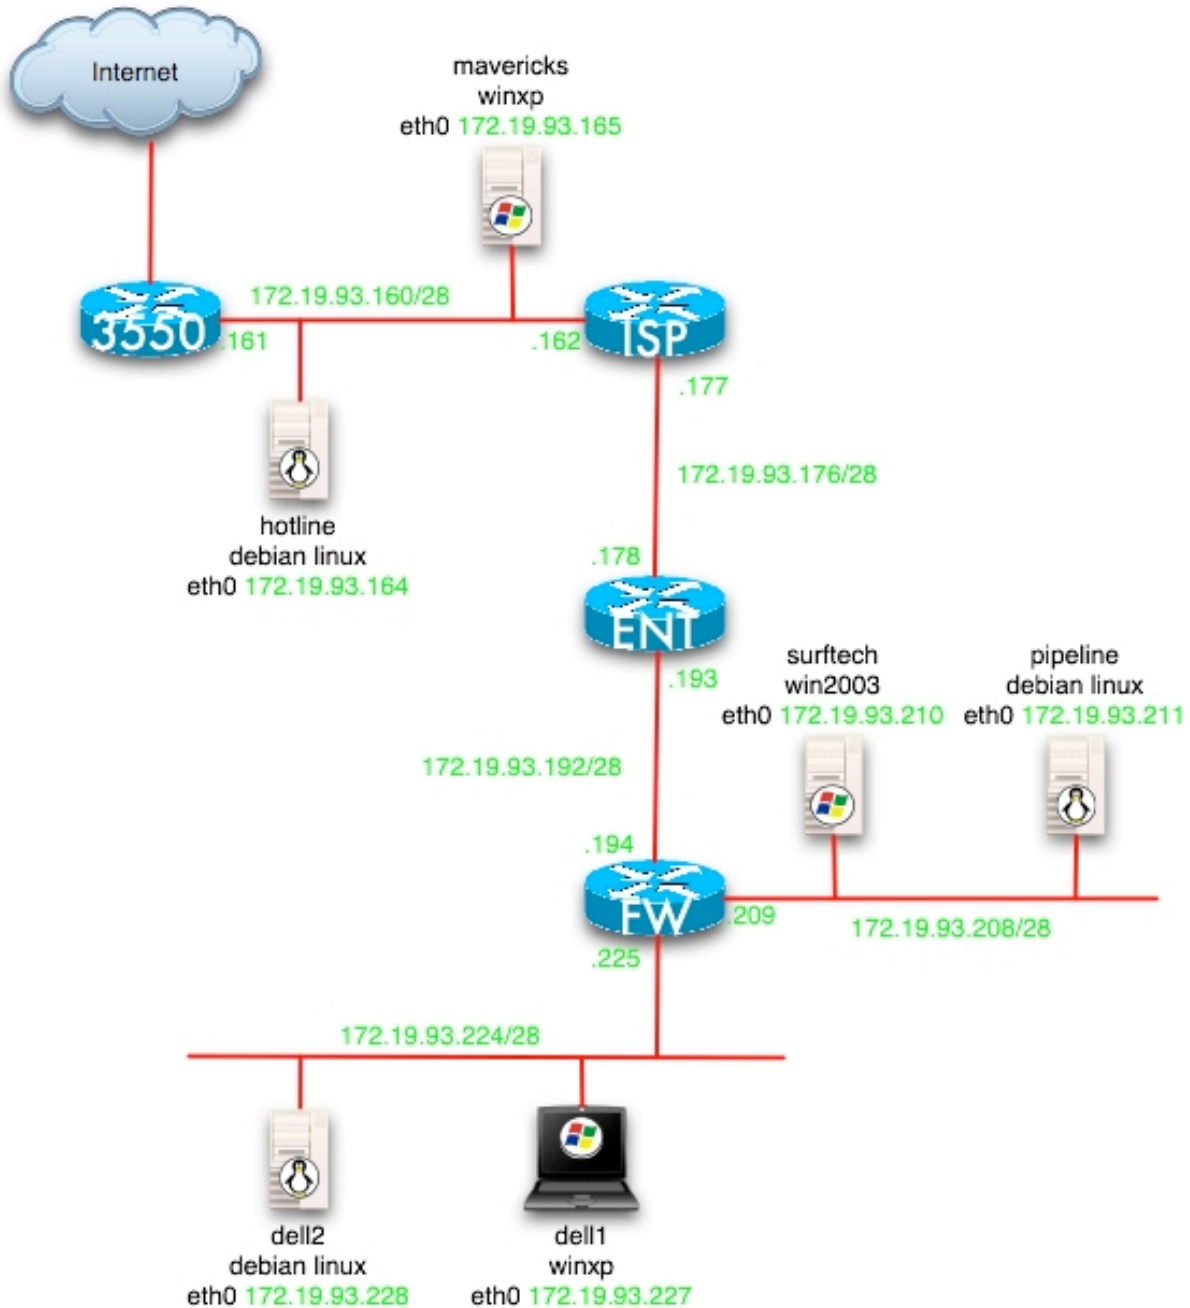 Internet
mavericks
winxp
eth0 172.19.93.165
172.19.93.160/28
3550
.161
.162
ISP
.177
172.19.93.176/28
hotline
debian linux
eth0 172.19.93.164
.178
ENT
.193
surftech
win2003
eth0 172.19.93.210
pipeline
debian linux
eth0 172.19.93.211
172.19.93.192/28
.194
FW
.209
172.19.93.208/28
.225
172.19.93.224/28
dell2
debian linux
eth0 172.19.93.228
dell1
winxp
eth0 172.19.93.227